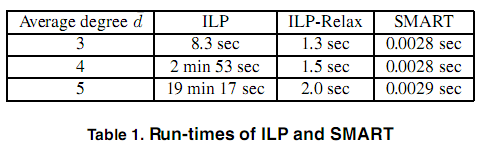 Average degree d ILP ILP-Relax SMART
3 8.3 sec 1.3 sec 0.0028 sec
4 2 min 53 sec 1.5 sec 0.0028 sec
5 19 min 17 sec 2.0 sec 0.0029 sec
Table 1. Run-times of ILP and SMART